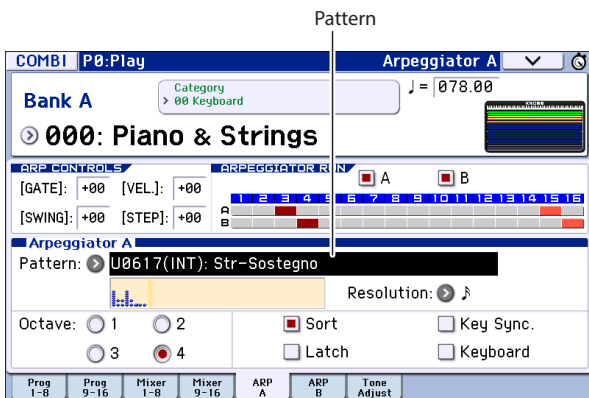 Pattern
COMBI P0:Play Arpeggiator A
Bank A
Category
00 Keyboard
♩= 078.00
KRONOS
000: Piano & Strings
ARP CONTROLS ARPEGGIATOR RUN A B
[GATE]: +00 [VEL.]: +00
1 2 3 4 5 6 7 8 9 10 11 12 13 14 15 16
A
[SWING]: +00 [STEP]: +00
B
Arpeggiator A
Pattern: U0617(INT): Str-Sostegno
Resolution:
Octave: 1 2 Sort Key Sync.
3 4 Latch Keyboard
Prog 1-8 Prog 9-16 Mixer 1-8 Mixer 9-16 ARP A ARP B Tone Adjust